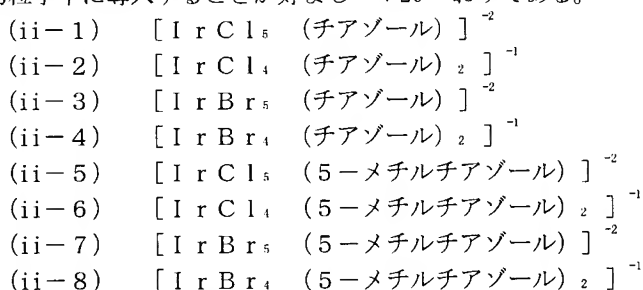 (ii－1) [IrCl₅ (チアゾール)]⁻²
(ii－2) [IrCl₄ (チアゾール)₂]⁻¹
(ii－3) [IrBr₅ (チアゾール)]⁻²
(ii－4) [IrBr₄ (チアゾール)₂]⁻¹
(ii－5) [IrCl₅ (5－メチルチアゾール)]⁻²
(ii－6) [IrCl₄ (5－メチルチアゾール)₂]⁻¹
(ii－7) [IrBr₅ (5－メチルチアゾール)]⁻²
(ii－8) [IrBr₄ (5－メチルチアゾール)₂]⁻¹